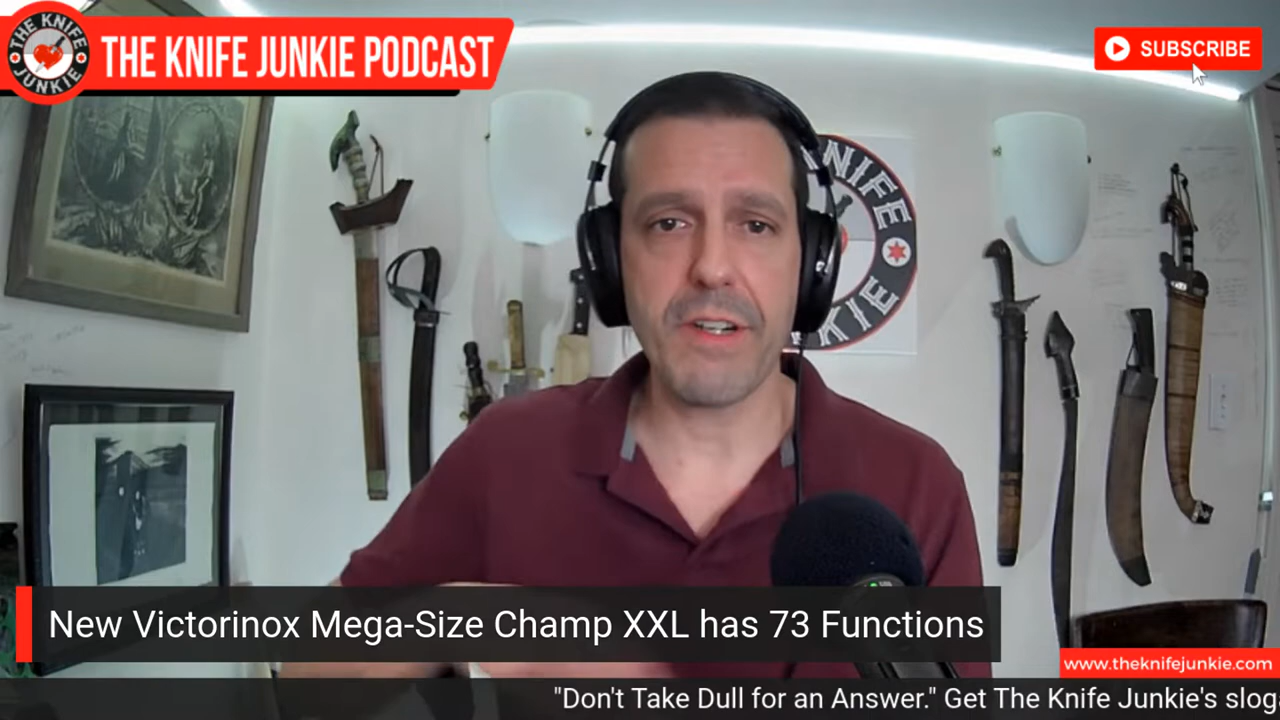 THE KNIFE
JUNKIE
THE KNIFE JUNKIE PODCAST
SUBSCRIBE
KNIFE
New Victorinox Mega-Size Champ XXL has 73 Functions
www.theknifejunkie.com
"Don't Take Dull for an Answer." Get The Knife Junkie's slog